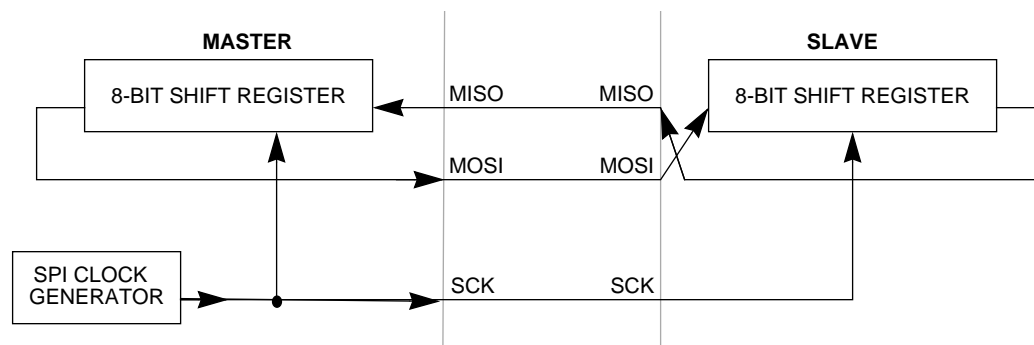 MASTER
SLAVE
8-BIT SHIFT REGISTER
MISO
MISO
8-BIT SHIFT REGISTER
MOSI
MOSI
SPI CLOCK
GENERATOR
SCK
SCK